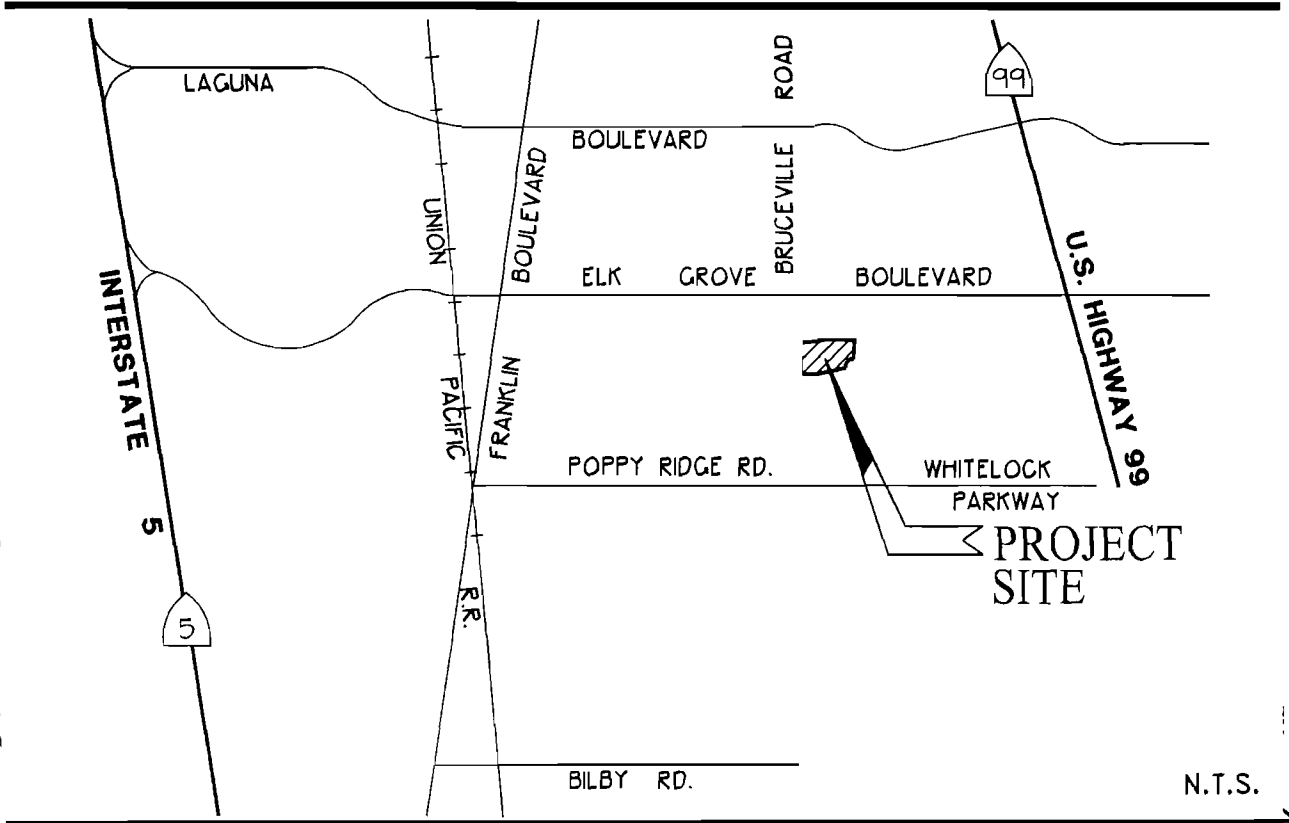 LAGUNA
BOULEVARD
ROAD
BRUCEVILLE
99
UNION
BOULEVARD
ELK GROVE BOULEVARD
INTERSTATE 5
U.S. HIGHWAY 99
PACIFIC
FRANKLIN
POPPY RIDGE RD.
WHITELOCK
PARKWAY
PROJECT
SITE
R.R.
5
BILBY RD.
N.T.S.